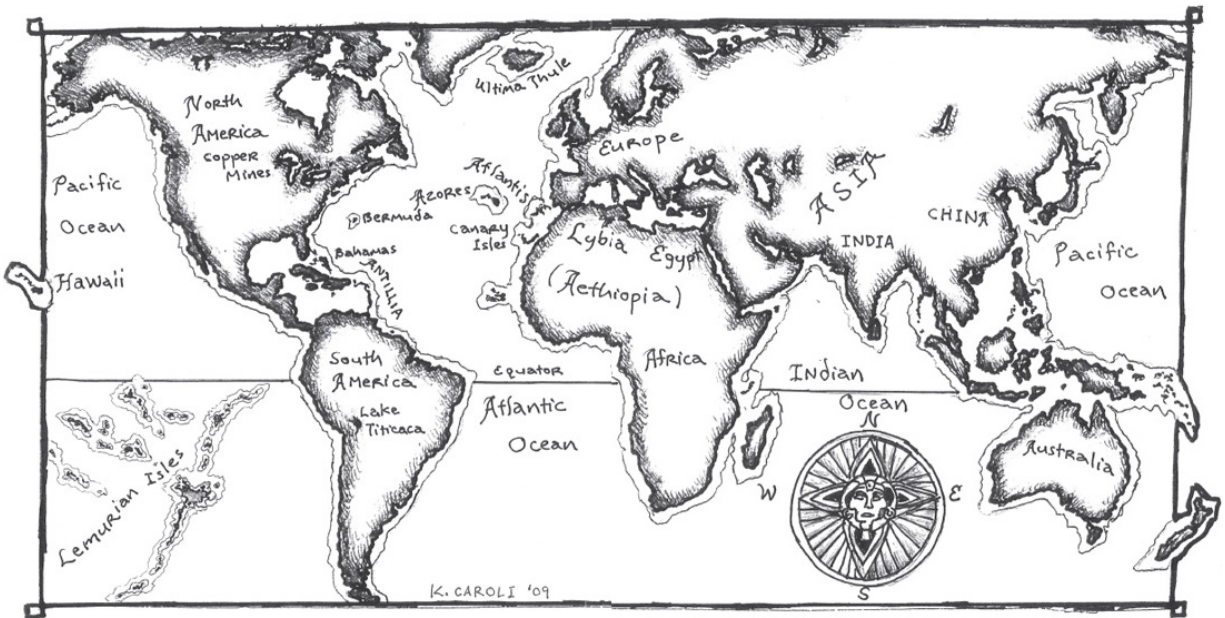 Ultima Thule
North
America
Copper
Mines
Europe
Pacific
Ocean
Hawaii
Atlantis
Azores
Bermuda
Canary
Isles
Bahamas
ANTILLIA
Lybia
Egypt
(Aethiopia)
Africa
ASIA
CHINA
INDIA
Pacific
Ocean
South
America
Lake
Titicaca
Equator
Atlantic
Ocean
Indian
Ocean
Australia
Lemurian Isles
N
W
E
S
K. CAROLI '09